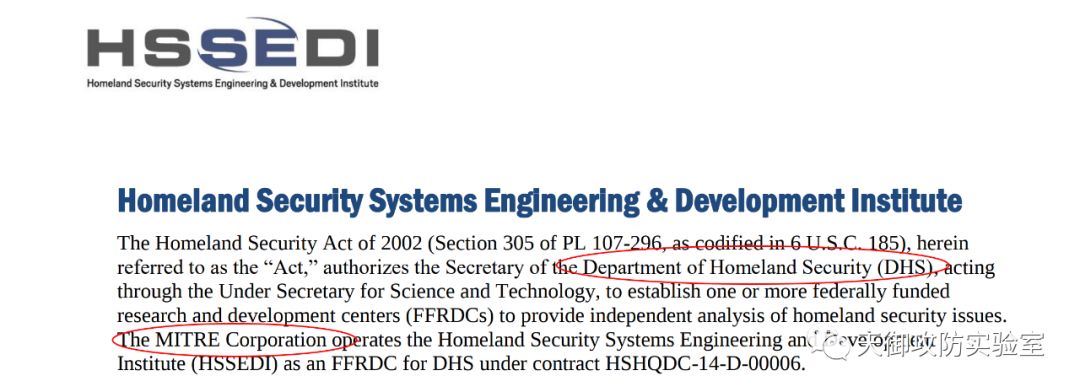 HSSEDI
Homeland Security Systems Engineering & Development Institute
Homeland Security Systems Engineering & Development Institute
The Homeland Security Act of 2002 (Section 305 of PL 107-296, as codified in 6 U.S.C. 185), herein
referred to as the “Act,” authorizes the Secretary of the Department of Homeland Security (DHS), acting
through the Under Secretary for Science and Technology, to establish one or more federally funded
research and development centers (FFRDCs) to provide independent analysis of homeland security issues.
The MITRE Corporation operates the Homeland Security Systems Engineering and Development
Institute (HSSEDI) as an FFRDC for DHS under contract HSHQDC-14-D-00006.
天御攻防实验室